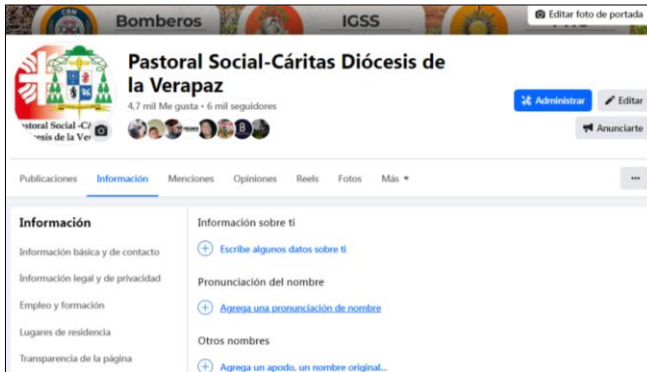 CBM
Bomberos
IGSS
Editar foto de portada
Pastoral Social-Cáritas Diócesis de
la Verapaz
4,7 mil Me gusta • 6 mil seguidores
Administrar
Editar
Anunciarte
Publicaciones
Información
Menciones
Opiniones
Reels
Fotos
Más
Información
Información básica y de contacto
Información legal y de privacidad
Empleo y formación
Lugares de residencia
Transparencia de la página
Información sobre ti
Escribe algunos datos sobre ti
Pronunciación del nombre
Agrega una pronunciación de nombre
Otros nombres
Agrega un apodo, un nombre original...